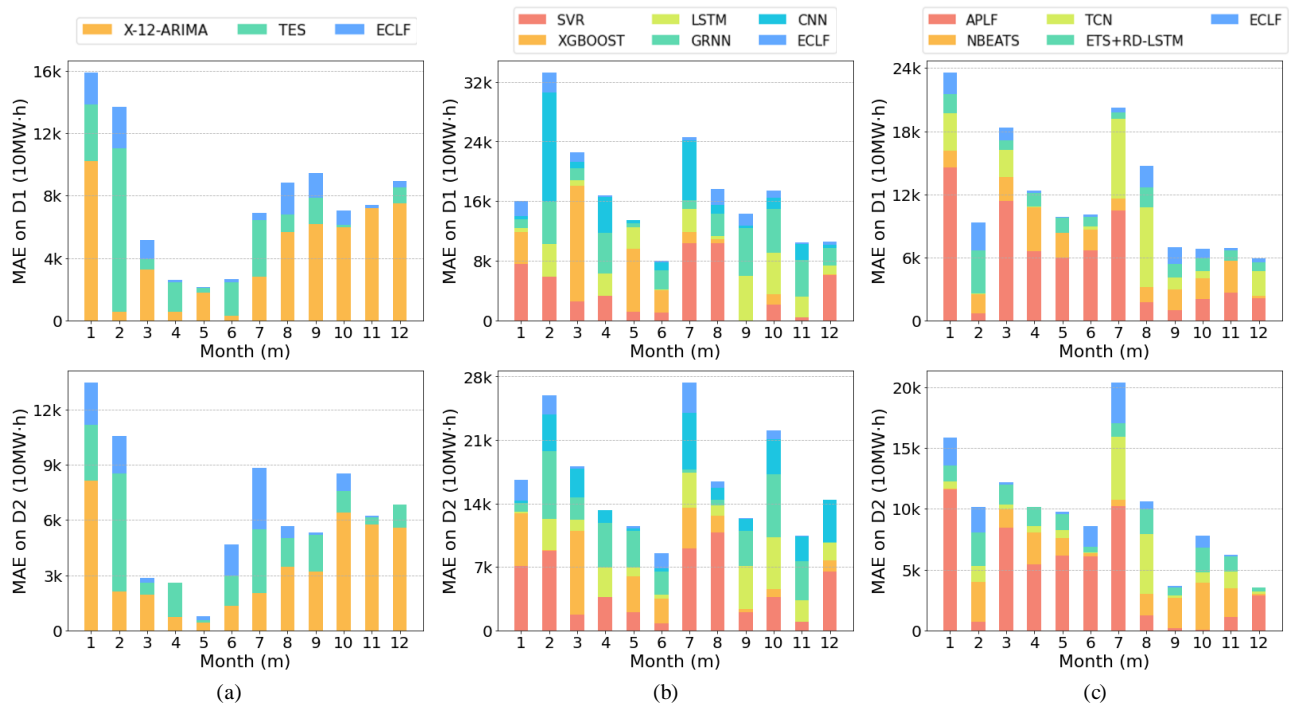 X-12-ARIMA TES ECLF
MAE on D1 (10MW·h)
16k
12k
8k
4k
0
1 2 3 4 5 6 7 8 9 10 11 12
Month (m)
MAE on D2 (10MW·h)
12k
9k
6k
3k
0
1 2 3 4 5 6 7 8 9 10 11 12
Month (m)
(a)
SVR LSTM CNN
XGBOOST GRNN ECLF
MAE on D1 (10MW·h)
32k
24k
16k
8k
0
1 2 3 4 5 6 7 8 9 10 11 12
Month (m)
MAE on D2 (10MW·h)
28k
21k
14k
7k
0
1 2 3 4 5 6 7 8 9 10 11 12
Month (m)
(b)
APLF TCN ECLF
NBEATS ETS+RD-LSTM
MAE on D1 (10MW·h)
24k
18k
12k
6k
0
1 2 3 4 5 6 7 8 9 10 11 12
Month (m)
MAE on D2 (10MW·h)
20k
15k
10k
5k
0
1 2 3 4 5 6 7 8 9 10 11 12
Month (m)
(c)